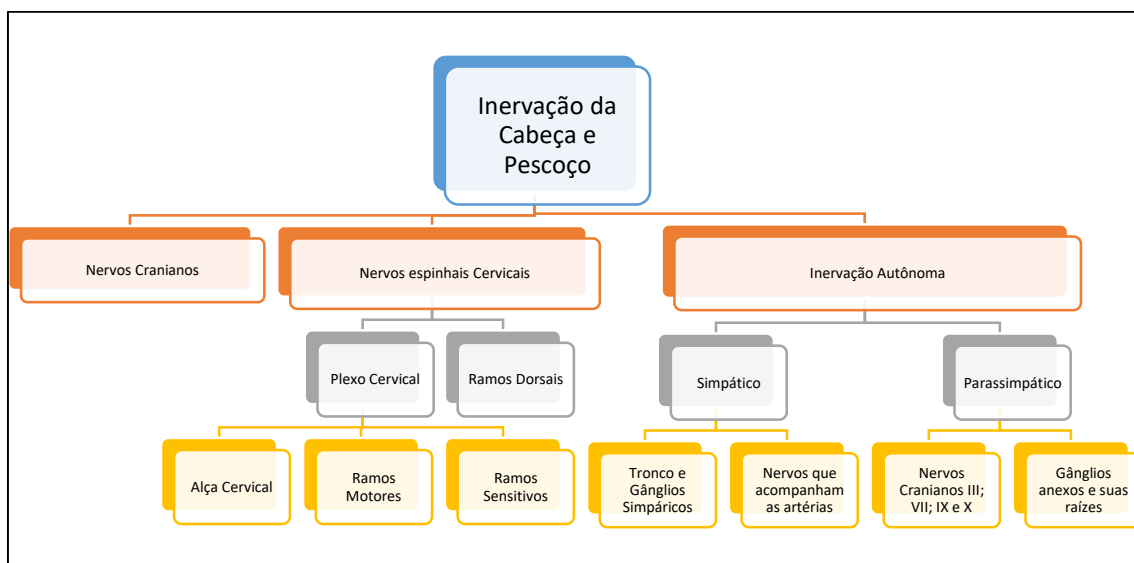 Inervação da
Cabeça e
Pescoço
Nervos Cranianos
Nervos espinhais Cervicais
Inervação Autônoma
Plexo Cervical
Ramos Dorsais
Simpático
Parassimpático
Alça Cervical
Ramos
Motores
Ramos
Sensitivos
Tronco e
Gânglios
Simpáricos
Nervos que
acompanham
as artérias
Nervos
Cranianos III;
VII; IX e X
Gânglios
anexos e suas
raízes